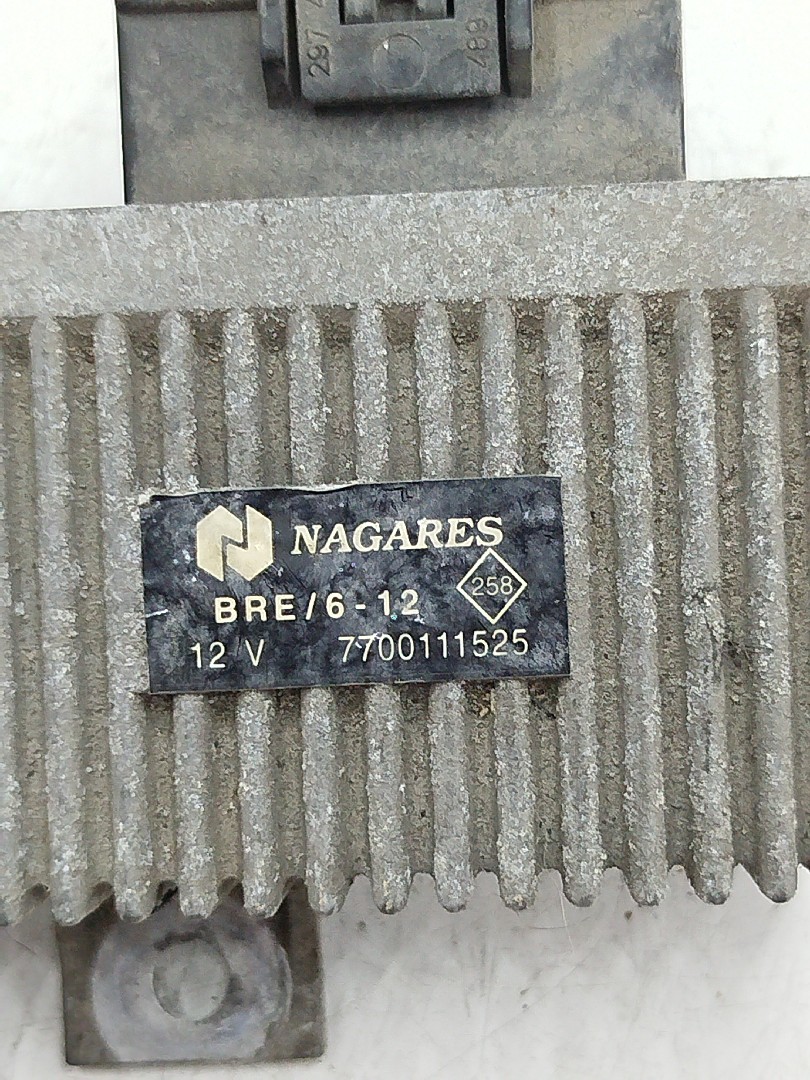 297
489
NAGARES
258
BRE/6-12
12 V 7700111525